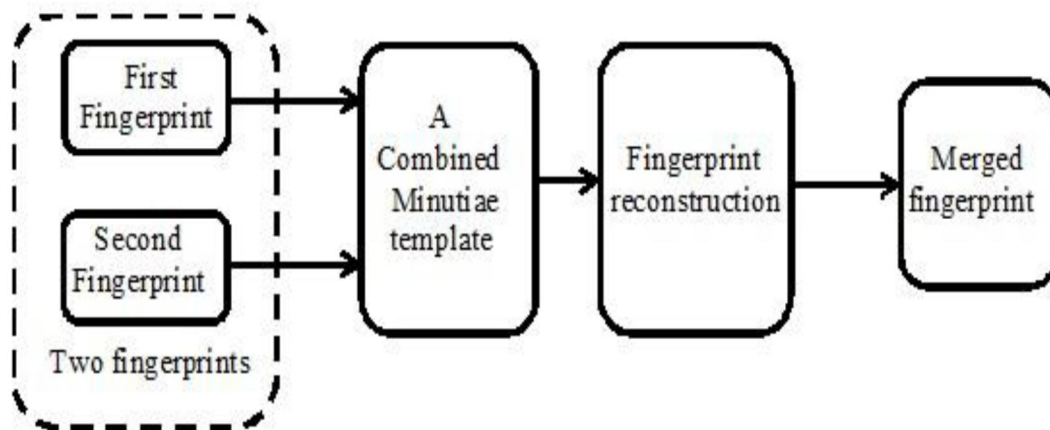 First
Fingerprint
Second
Fingerprint
Two fingerprints
A
Combined
Minutiae
template
Fingerprint
reconstruction
Merged
fingerprint